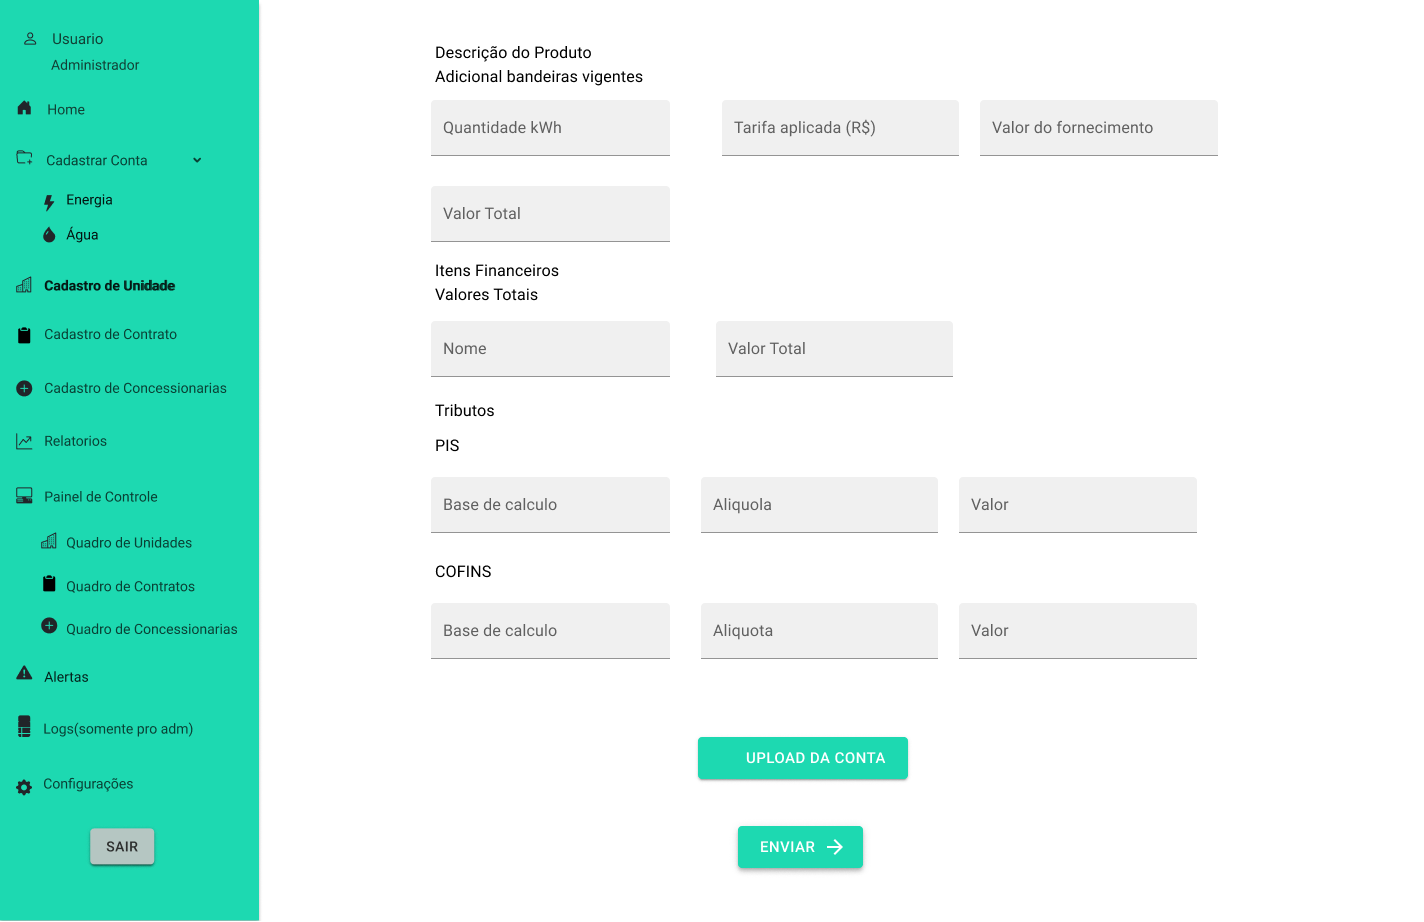 Usuario
Administrador
Home
Cadastrar Conta
Energia
Água
Cadastro de Unidade
Cadastro de Contrato
Cadastro de Concessionarias
Relatorios
Painel de Controle
Quadro de Unidades
Quadro de Contratos
Quadro de Concessionarias
Alertas
Logs(somente pro adm)
Configurações
SAIR
Descrição do Produto
Adicional bandeiras vigentes
Quantidade kWh
Tarifa aplicada (R$)
Valor do fornecimento
Valor Total
Itens Financeiros
Valores Totais
Nome
Valor Total
Tributos
PIS
Base de calculo
Aliquola
Valor
COFINS
Base de calculo
Aliquota
Valor
UPLOAD DA CONTA
ENVIAR